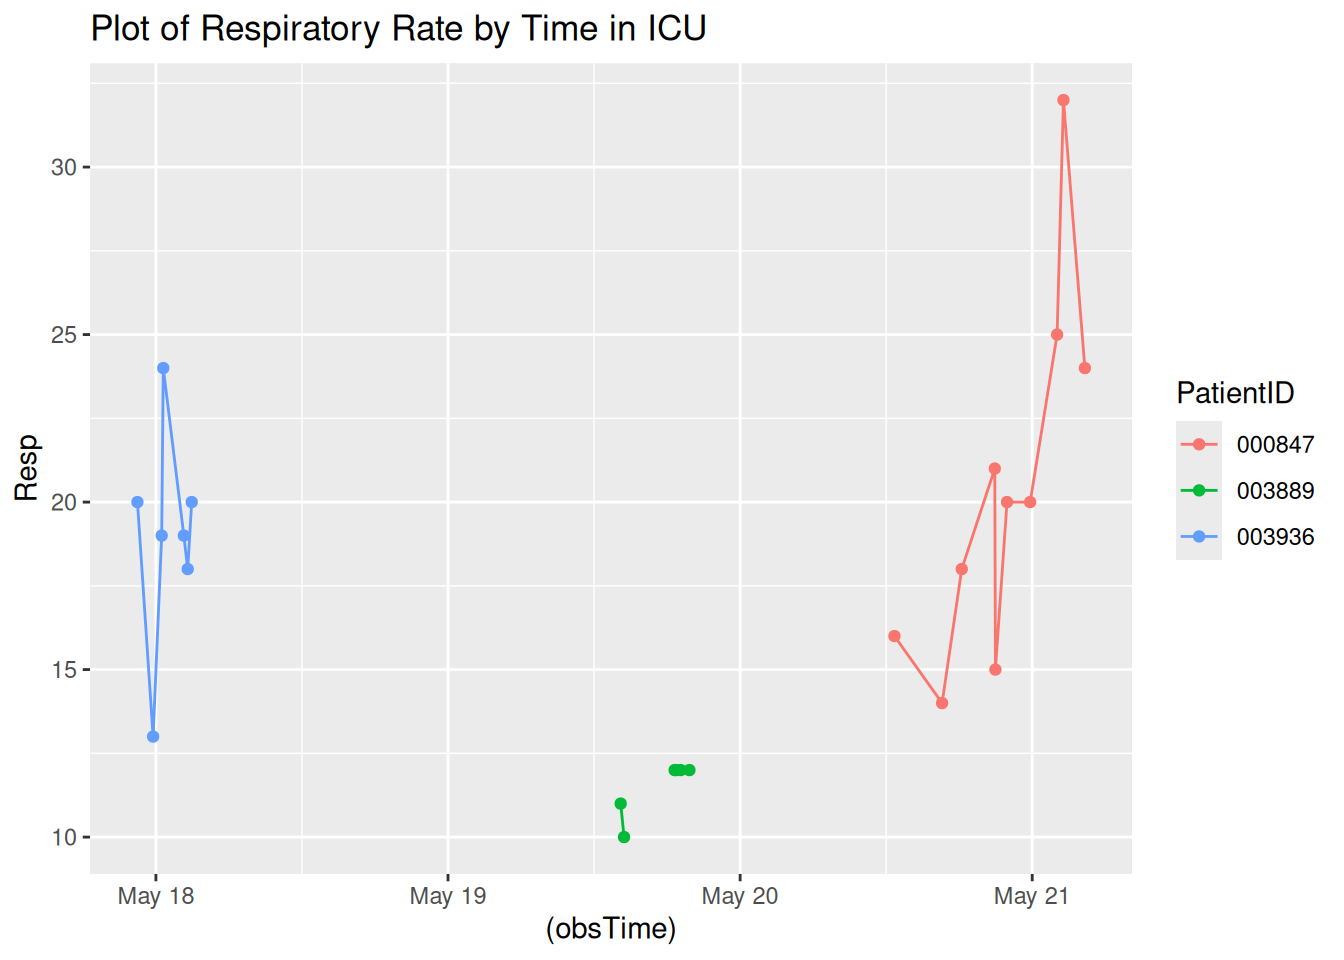 Plot of Respiratory Rate by Time in ICU
30
25
20
15
10
Resp
May 18
May 19
May 20
May 21
(obsTime)
PatientID
000847
003889
003936